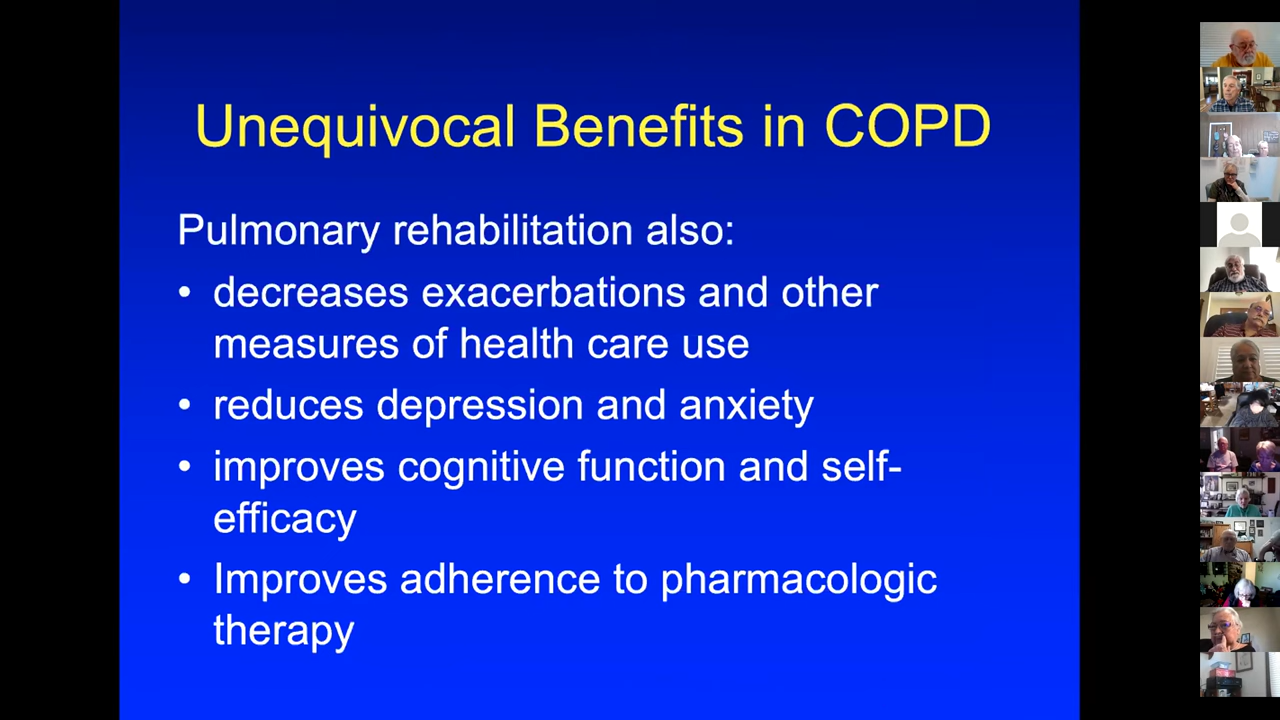 Unequivocal Benefits in COPD
Pulmonary rehabilitation also:
• decreases exacerbations and other
measures of health care use
• reduces depression and anxiety
• improves cognitive function and self-
efficacy
• Improves adherence to pharmacologic
therapy